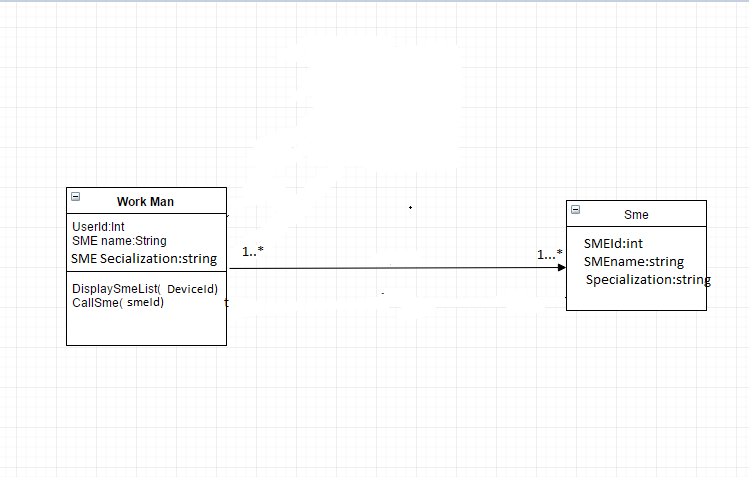 Work Man
UserId:Int
SME name:String
SME Secialization:string
DisplaySmeList( DeviceId)
CallSme( smeId)
t
1..*
1...*
Sme
SMEId:int
SMEname:string
Specialization:string